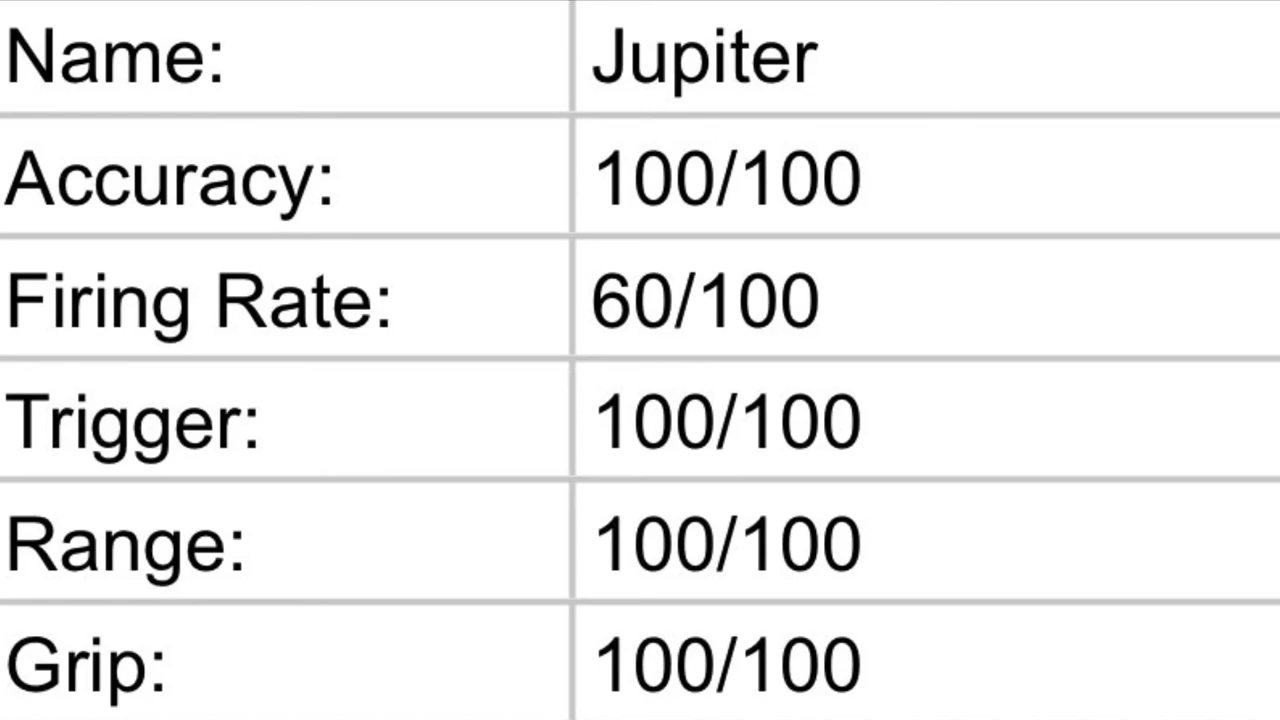 Name: Jupiter
Accuracy: 100/100
Firing Rate: 60/100
Trigger: 100/100
Range: 100/100
Grip: 100/100